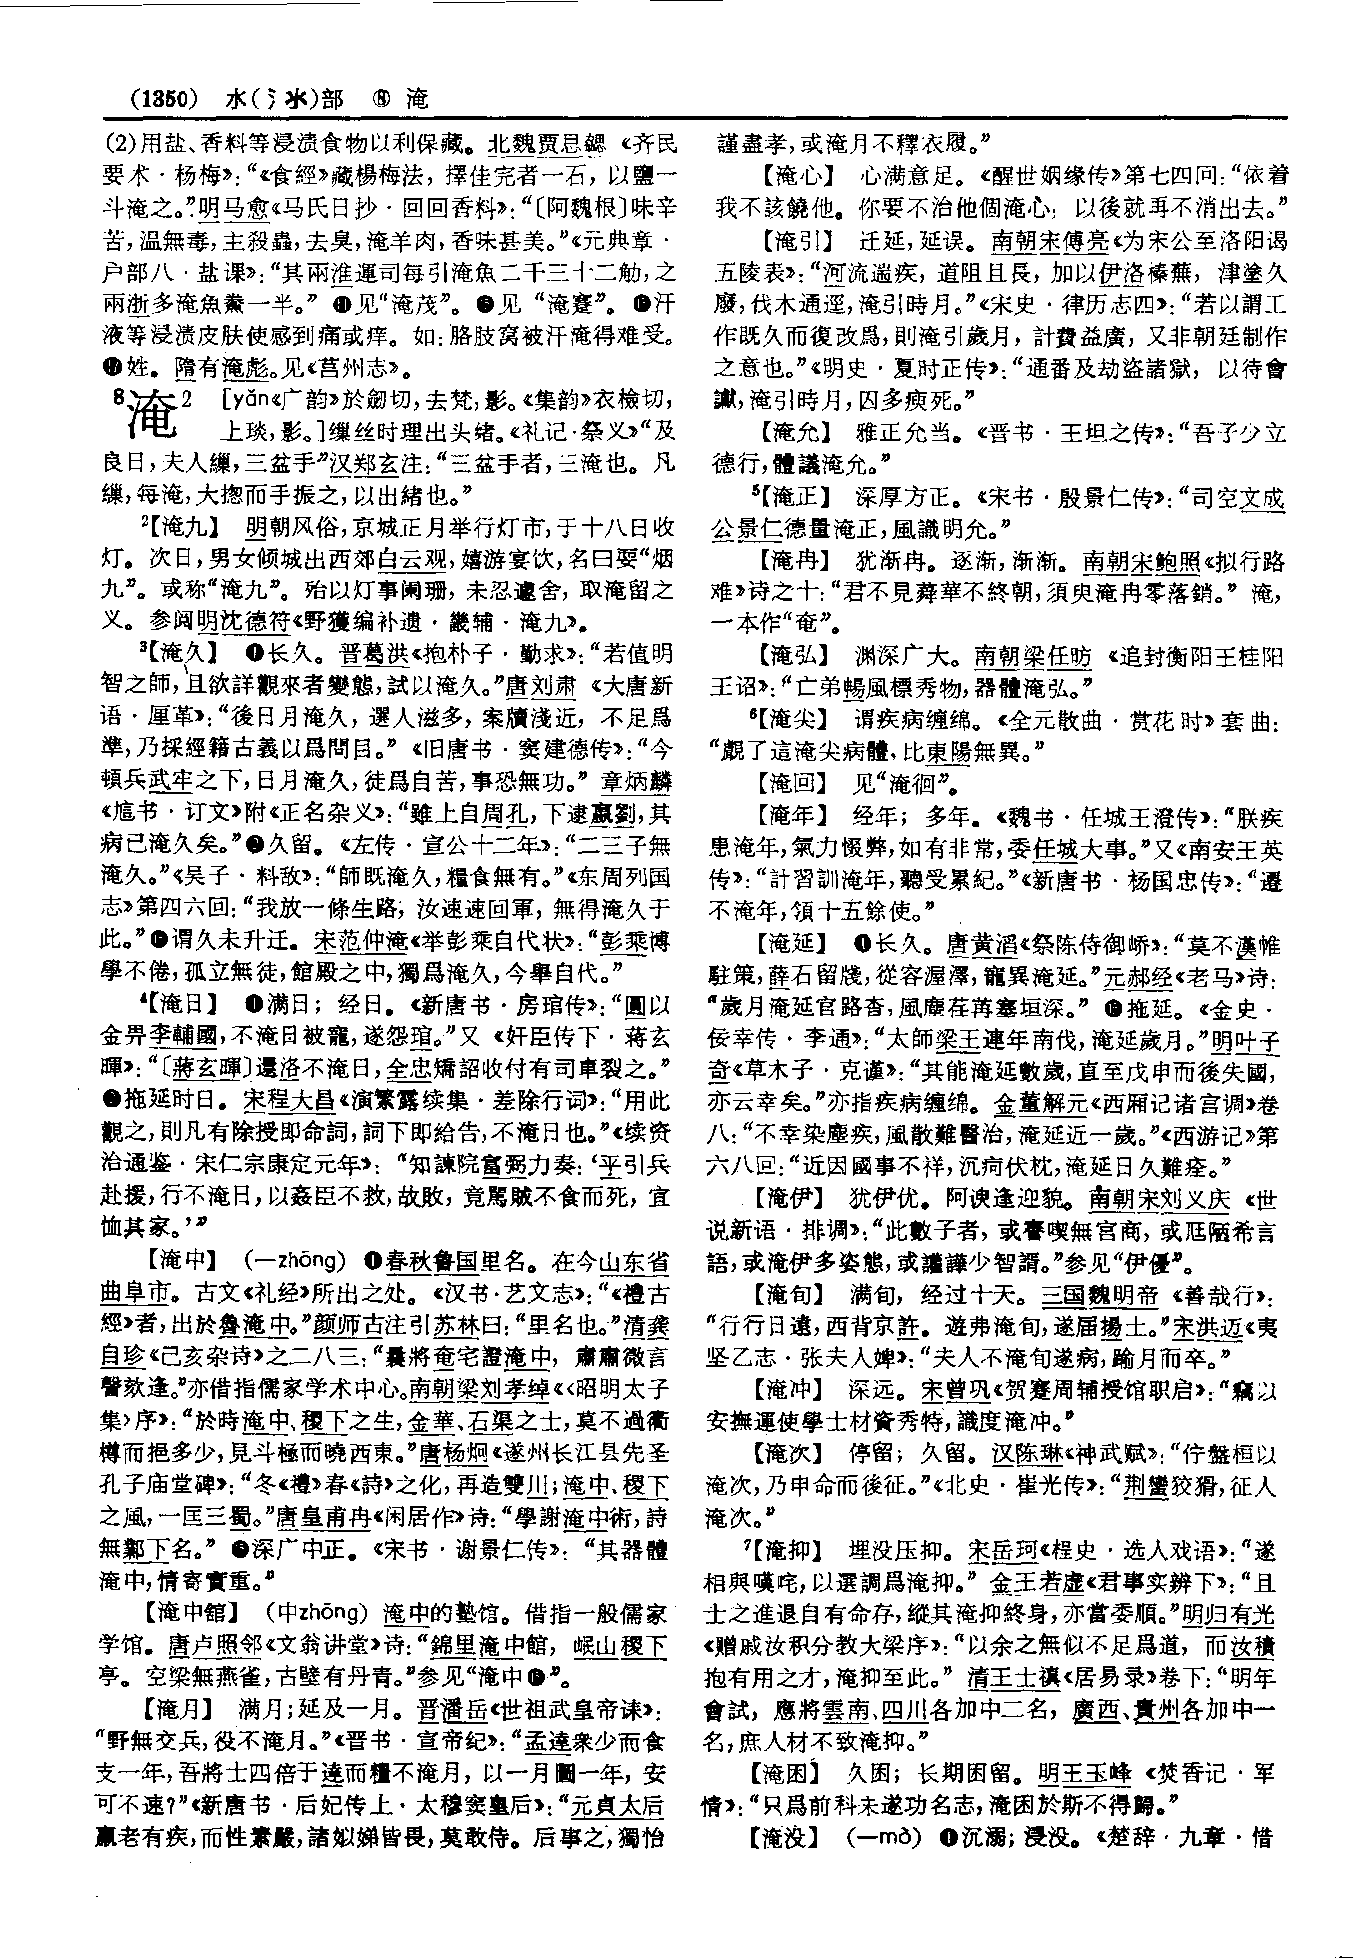 (1350) 水(氵氺)部 ⑧ 淹
(2)用盐、香料等浸渍食物以利保藏。北魏贾思勰《齐民
要术·杨梅》：“《食經》藏楊梅法，擇佳完者一石，以鹽一
斗淹之。”明马愈《马氏日抄·回回香料》：“〔阿魏根〕味辛
苦，温無毒，主殺蟲，去臭，淹羊肉，香味甚美。”《元典章·
户部八·盐课》：“其兩淮運司每引淹魚二千三十二觔，之
兩浙多淹魚鯗一半。” ⓮见“淹茂”。⓯见“淹蹇”。⓰汗
液等浸渍皮肤使感到痛或痒。如：胳肢窝被汗淹得难受。
⓱姓。隋有淹彪。见《莒州志》。
8淹2 [yǎn《广韵》於劒切，去梵，影。《集韵》衣檢切，
上琰，影。]缫丝时理出头绪。《礼记·祭义》“及
良日，夫人繅，三盆手”汉郑玄注：“三盆手者，三淹也。凡
繅，每淹，大揔而手振之，以出緒也。”
2【淹九】 明朝风俗，京城正月举行灯市，于十八日收
灯。次日，男女倾城出西郊白云观，嬉游宴饮，名曰耍“烟
九”。或称“淹九”。殆以灯事阑珊，未忍遽舍，取淹留之
义。参阅明沈德符《野獲编补遗·畿辅·淹九》。
3【淹久】 ❶长久。晋葛洪《抱朴子·勤求》：“若值明
智之師，且欲詳觀來者變態，試以淹久。”唐刘肃《大唐新
语·厘革》：“後日月淹久，選人滋多，案牘淺近，不足爲
準，乃採經籍古義以爲問目。”《旧唐书·窦建德传》：“今
頓兵武牢之下，日月淹久，徒爲自苦，事恐無功。”章炳麟
《訄书·订文》附《正名杂义》：“雖上自周孔，下逮嬴劉，其
病已淹久矣。”❷久留。《左传·宣公十二年》：“二三子無
淹久。”《吴子·料敌》：“師既淹久，糧食無有。”《东周列国
志》第四六回：“我放一條生路，汝速速回軍，無得淹久于
此。”❸谓久未升迁。宋范仲淹《举彭乘自代状》：“彭乘博
學不倦，孤立無徒，館殿之中，獨爲淹久，今舉自代。”
4【淹日】 ❶满日；经日。《新唐书·房琯传》：“圓以
金畀李輔國，不淹日被寵，遂怨琯。”又《奸臣传下·蒋玄
暉》：“〔蔣玄暉〕還洛不淹日，全忠矯詔收付有司車裂之。”
❷拖延时日。宋程大昌《演繁露续集·差除行词》：“用此
觀之，則凡有除授即命詞，詞下即給告，不淹日也。”《续资
治通鉴·宋仁宗康定元年》：“知諫院富弼力奏：‘平引兵
赴援，行不淹日，以姦臣不救，故敗，竟罵賊不食而死，宜
恤其家。’”
【淹中】 (一zhōng) ❶春秋鲁国里名。在今山东省
曲阜市。古文《礼经》所出之处。《汉书·艺文志》：“《禮古
經》者，出於魯淹中。”颜师古注引苏林曰：“里名也。”清龚
自珍《己亥杂诗》之二八三：“曩將奄宅證淹中，肅肅微言
謦欬逢。”亦借指儒家学术中心。南朝梁刘孝绰《〈昭明太子
集〉序》：“於時淹中、稷下之生，金華、石渠之士，莫不過衢
樽而挹多少，見斗極而曉西東。”唐杨炯《遂州长江县先圣
孔子庙堂碑》：“冬《禮》春《詩》之化，再造雙川；淹中、稷下
之風，一匡三蜀。”唐皇甫冉《闲居作》诗：“學謝淹中術，詩
無鄴下名。” ❷深广中正。《宋书·谢景仁传》：“其器體
淹中，情寄實重。”
【淹中館】 (中zhōng) 淹中的塾馆。借指一般儒家
学馆。唐卢照邻《文翁讲堂》诗：“錦里淹中館，岷山稷下
亭。空梁無燕雀，古壁有丹青。”参见“淹中❶”。
【淹月】 满月；延及一月。晋潘岳《世祖武皇帝诔》：
“野無交兵，役不淹月。”《晋书·宣帝纪》：“孟達衆少而食
支一年，吾將士四倍于達而糧不淹月，以一月圖一年，安
可不速？”《新唐书·后妃传上·太穆窦皇后》：“元貞太后
羸老有疾，而性素嚴，諸姒娣皆畏，莫敢侍。后事之，獨怡
謹盡孝，或淹月不釋衣履。”
【淹心】 心满意足。《醒世姻缘传》第七四回：“依着
我不該饒他。你要不治他個淹心，以後就再不消出去。”
【淹引】 迁延，延误。南朝宋傅亮《为宋公至洛阳谒
五陵表》：“河流遄疾，道阻且長，加以伊洛榛蕪，津塗久
廢，伐木通逕，淹引時月。”《宋史·律历志四》：“若以謂工
作既久而復改爲，則淹引歲月，計費益廣，又非朝廷制作
之意也。”《明史·夏时正传》：“通番及劫盜諸獄，以待會
讞，淹引時月，囚多瘐死。”
【淹允】 雅正允当。《晋书·王坦之传》：“吾子少立
德行，體議淹允。”
5【淹正】 深厚方正。《宋书·殷景仁传》：“司空文成
公景仁德量淹正，風識明允。”
【淹冉】 犹渐冉。逐渐，渐渐。南朝宋鲍照《拟行路
难》诗之十：“君不見蕣華不終朝，須臾淹冉零落銷。”淹，
一本作“奄”。
【淹弘】 渊深广大。南朝梁任昉《追封衡阳王桂阳
王诏》：“亡弟暢風標秀物，器體淹弘。”
6【淹尖】 谓疾病缠绵。《全元散曲·赏花时》套曲：
“覷了這淹尖病體，比東陽無異。”
【淹回】 见“淹徊”。
【淹年】 经年；多年。《魏书·任城王澄传》：“朕疾
患淹年，氣力惙弊，如有非常，委任城大事。”又《南安王英
传》：“計習訓淹年，聽受累紀。”《新唐书·杨国忠传》：“遷
不淹年，領十五餘使。”
【淹延】 ❶长久。唐黄滔《祭陈侍御峤》：“莫不蓮帷
駐策，薛石留牋，從容渥澤，寵異淹延。”元郝经《老马》诗：
“歲月淹延官路杳，風塵荏苒塞垣深。” ❷拖延。《金史·
佞幸传·李通》：“太師梁王連年南伐，淹延歲月。”明叶子
奇《草木子·克谨》：“其能淹延數歲，直至戊申而後失國，
亦云幸矣。”亦指疾病缠绵。金董解元《西厢记诸宫调》卷
八：“不幸染塵疾，風散難醫治，淹延近一歲。”《西游记》第
六八回：“近因國事不祥，沉疴伏枕，淹延日久難痊。”
【淹伊】 犹伊优。阿谀逢迎貌。南朝宋刘义庆《世
说新语·排调》：“此數子者，或謇喫無宮商，或尪陋希言
語，或淹伊多姿態，或讙譁少智諝。”参见“伊優”。
【淹旬】 满旬，经过十天。三国魏明帝《善哉行》：
“行行日遠，西背京許。遊弗淹旬，遂届揚土。”宋洪迈《夷
坚乙志·张夫人婢》：“夫人不淹旬遂病，踰月而卒。”
【淹冲】 深远。宋曾巩《贺蹇周辅授馆职启》：“竊以
安撫運使學士材資秀特，識度淹冲。”
【淹次】 停留；久留。汉陈琳《神武赋》：“佇盤桓以
淹次，乃申命而後征。”《北史·崔光传》：“荆蠻狡猾，征人
淹次。”
7【淹抑】 埋没压抑。宋岳珂《桯史·选人戏语》：“遂
相與嘆咤，以選調爲淹抑。” 金王若虚《君事实辨下》：“且
士之進退自有命存，縱其淹抑終身，亦當委順。”明归有光
《赠戚汝积分教大梁序》：“以余之無似不足爲道，而汝積
抱有用之才，淹抑至此。” 清王士禛《居易录》卷下：“明年
會試，應將雲南、四川各加中二名，廣西、貴州各加中一
名，庶人材不致淹抑。”
【淹困】 久困；长期困留。明王玉峰《焚香记·军
情》：“只爲前科未遂功名志，淹困於斯不得歸。”
【淹没】 (一mò) ❶沉溺；浸没。《楚辞·九章·惜